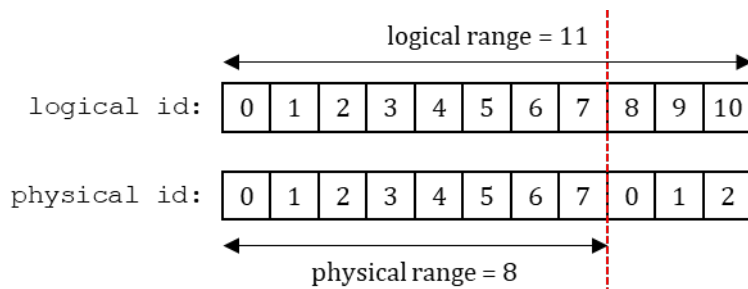 logical range = 11
logical id: 0 1 2 3 4 5 6 7 8 9 10
physical id: 0 1 2 3 4 5 6 7 0 1 2
physical range = 8